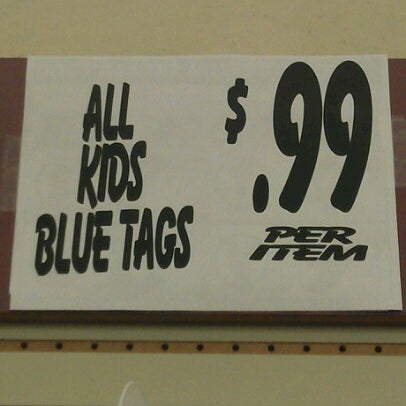 ALL
KIDS
BLUE TAGS
$.99
PER
ITEM